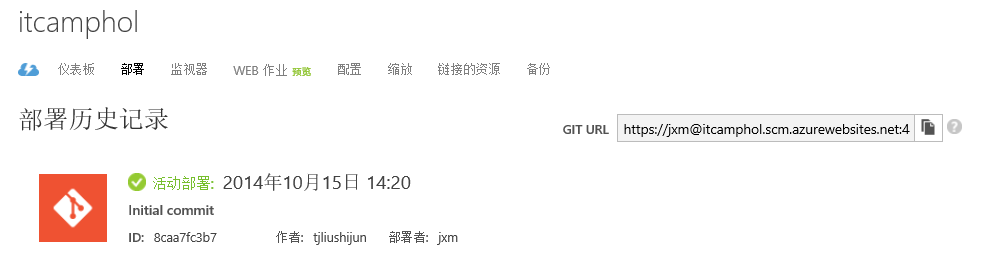 itcamphol
仪表板 部署 监视器 WEB 作业 预览 配置 缩放 链接的资源 备份
部署历史记录
GIT URL https://jxm@itcamphol.scm.azurewebsites.net:4 ?
活动部署: 2014年10月15日 14:20
Initial commit
ID: 8caa7fc3b7 作者: tjliushijun 部署者: jxm